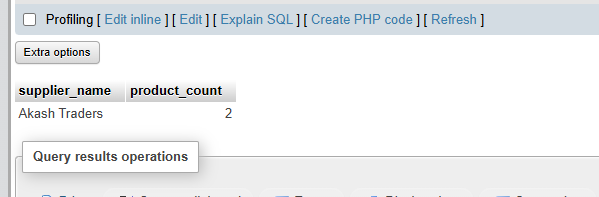 Profiling [ Edit inline ] [ Edit ] [ Explain SQL ] [ Create PHP code ] [ Refresh ]
Extra options
supplier_name product_count
Akash Traders 2
Query results operations